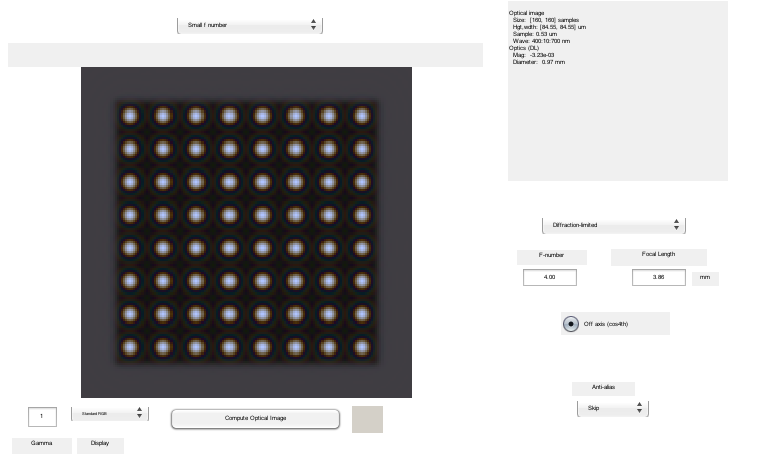 Small f number
Optical image
Size: [160, 160] samples
Hgt,wdth: [84.55, 84.55] um
Sample: 0.53 um
Wave: 400:10:700 nm
Optics (DL)
Mag: -3.23e-03
Diameter: 0.97 mm
Diffraction-limited
F-number
Focal Length
4.00
3.86
mm
Off axis (cos4th)
Anti-alias
Skip
1
Standard RGB
Compute Optical Image
Gamma
Display